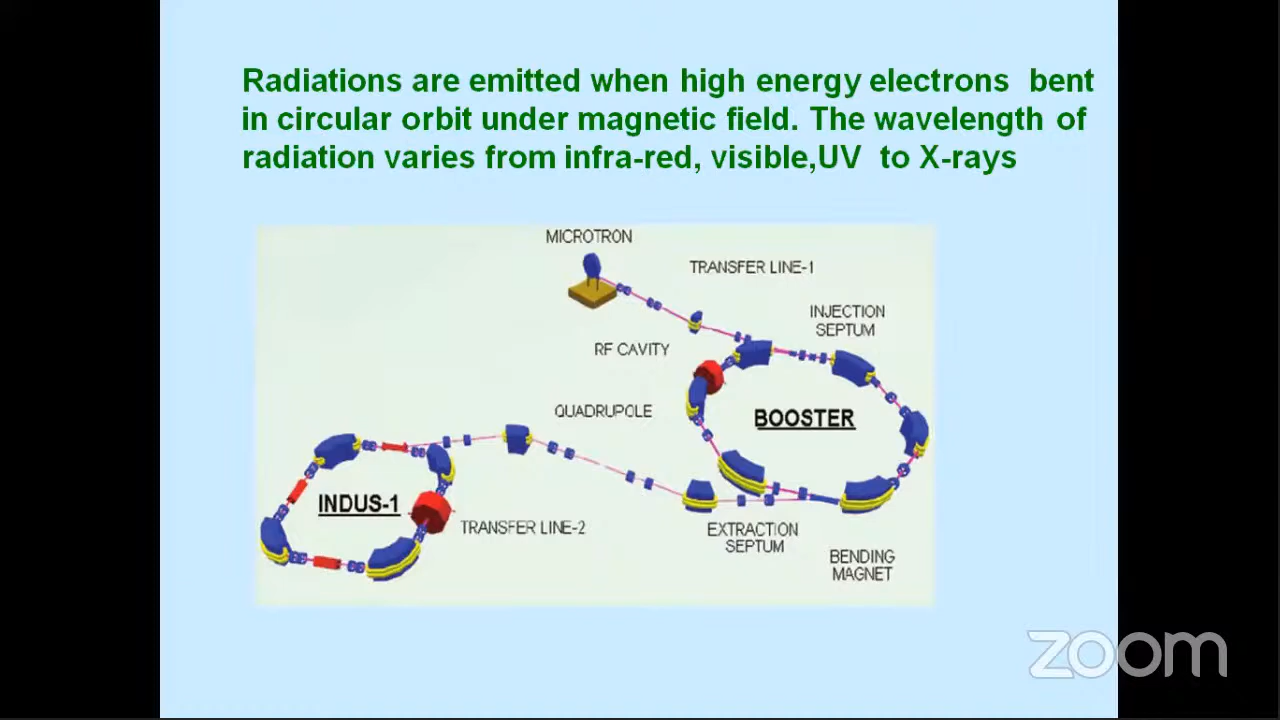 Radiations are emitted when high energy electrons bent
in circular orbit under magnetic field. The wavelength of
radiation varies from infra-red, visible,UV to X-rays
MICROTRON
TRANSFER LINE-1
INJECTION
SEPTUM
RF CAVITY
QUADRUPOLE
BOOSTER
INDUS-1
TRANSFER LINE-2
EXTRACTION
SEPTUM
BENDING
MAGNET
zoom